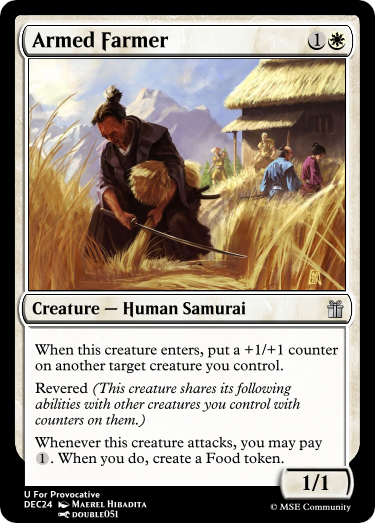 Armed Farmer
1
Creature — Human Samurai
When this creature enters, put a +1/+1 counter
on another target creature you control.
Revered (This creature shares its following
abilities with other creatures you control with
counters on them.)
Whenever this creature attacks, you may pay
1. When you do, create a Food token.
1/1
U For Provocative
DEC24 Maerel Hibadita
double051
© MSE Community